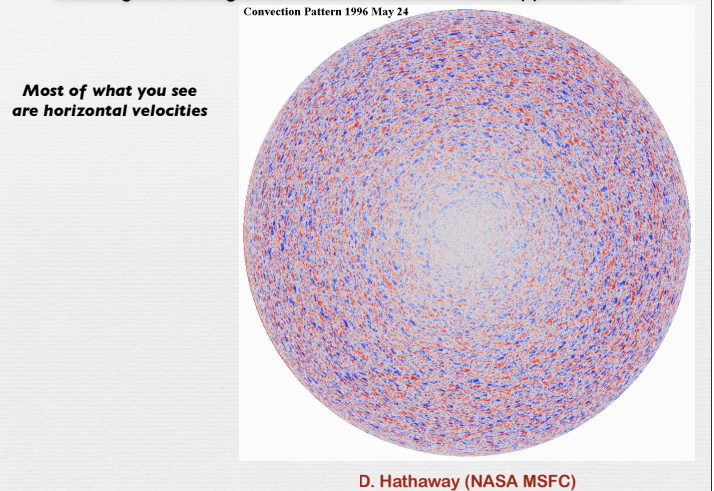 Convection Pattern 1996 May 24
Most of what you see
are horizontal velocities
D. Hathaway (NASA MSFC)